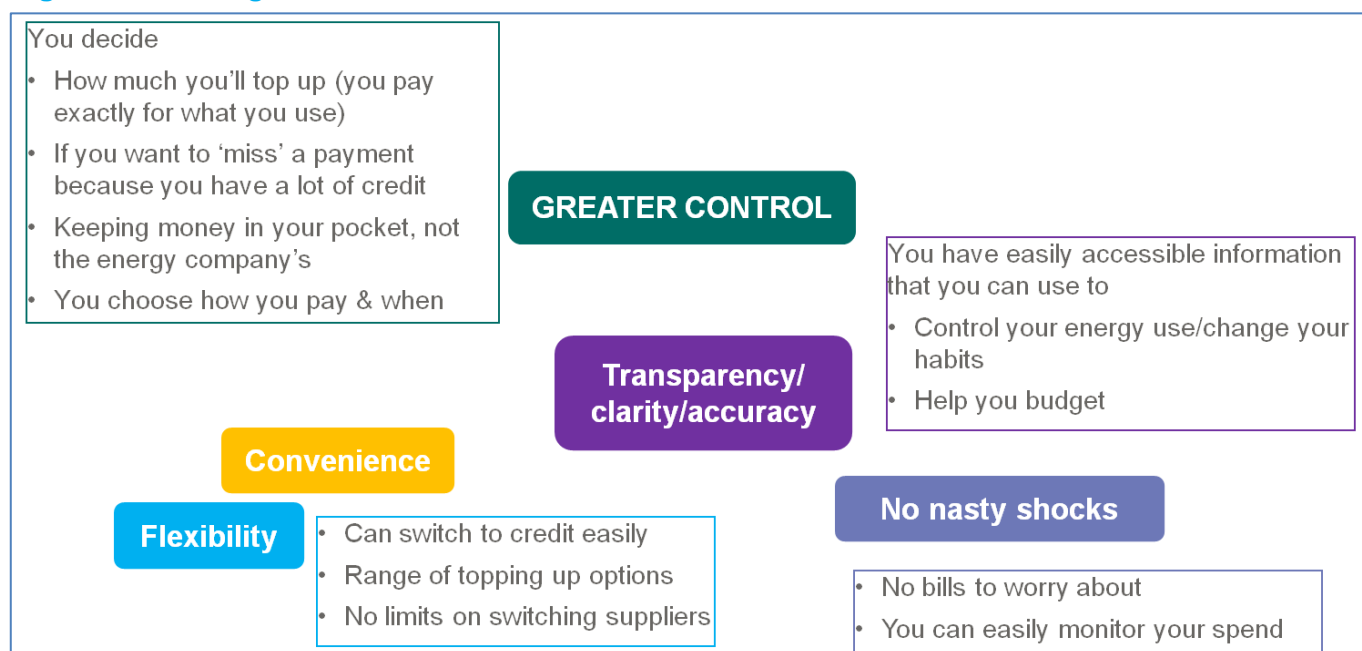 You decide
• How much you'll top up (you pay
exactly for what you use)
• If you want to ‘miss’ a payment
because you have a lot of credit
• Keeping money in your pocket, not
the energy company's
• You choose how you pay & when
GREATER CONTROL
You have easily accessible information
that you can use to
• Control your energy use/change your
habits
• Help you budget
Transparency/
clarity/accuracy
Convenience
Flexibility
• Can switch to credit easily
• Range of topping up options
• No limits on switching suppliers
No nasty shocks
• No bills to worry about
• You can easily monitor your spend